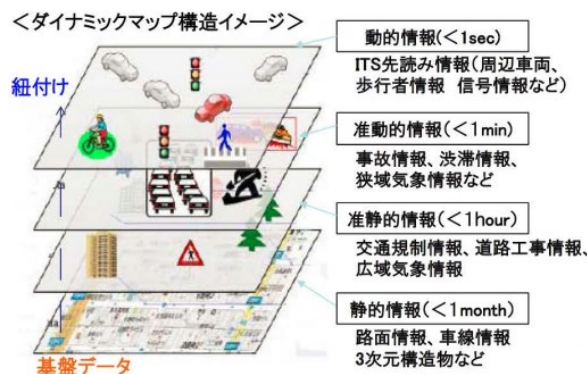 ＜ダイナミックマップ構造イメージ＞
紐付け
基盤データ
動的情報(＜1sec)
ITS先読み情報(周辺車両、
歩行者情報 信号情報など)
准動的情報(＜1min)
事故情報、渋滞情報、
狭域気象情報など
准静的情報(＜1hour)
交通規制情報、道路工事情報、
広域気象情報
静的情報(＜1month)
路面情報、車線情報
3次元構造物など